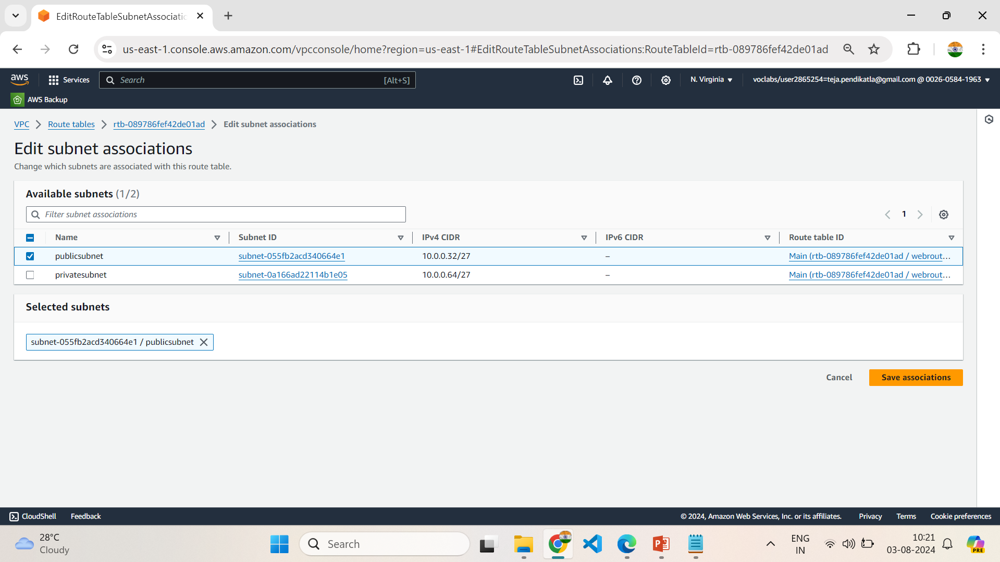 EditRouteTableSubnetAssociatio
us-east-1.console.aws.amazon.com/vpcconsole/home?region=us-east-1#EditRouteTableSubnetAssociations:RouteTableId=rtb-089786fef42de01ad
aws Services Search [Alt+S] N. Virginia voclabs/user2865254=teja.pendikatla@gmail.com @ 0026-0584-1963
AWS Backup
VPC Route tables rtb-089786fef42de01ad Edit subnet associations
Edit subnet associations
Change which subnets are associated with this route table.
Available subnets (1/2)
Filter subnet associations 1
Name Subnet ID IPv4 CIDR IPv6 CIDR Route table ID
publicsubnet subnet-055fb2acd340664e1 10.0.0.32/27 – Main (rtb-089786fef42de01ad / webrout...
privatesubnet subnet-0a166ad22114b1e05 10.0.0.64/27 – Main (rtb-089786fef42de01ad / webrout...
Selected subnets
subnet-055fb2acd340664e1 / publicsubnet
Cancel Save associations
CloudShell Feedback © 2024, Amazon Web Services, Inc. or its affiliates. Privacy Terms Cookie preferences
28°C
Cloudy
Search
ENG
IN
10:21
03-08-2024
PRE